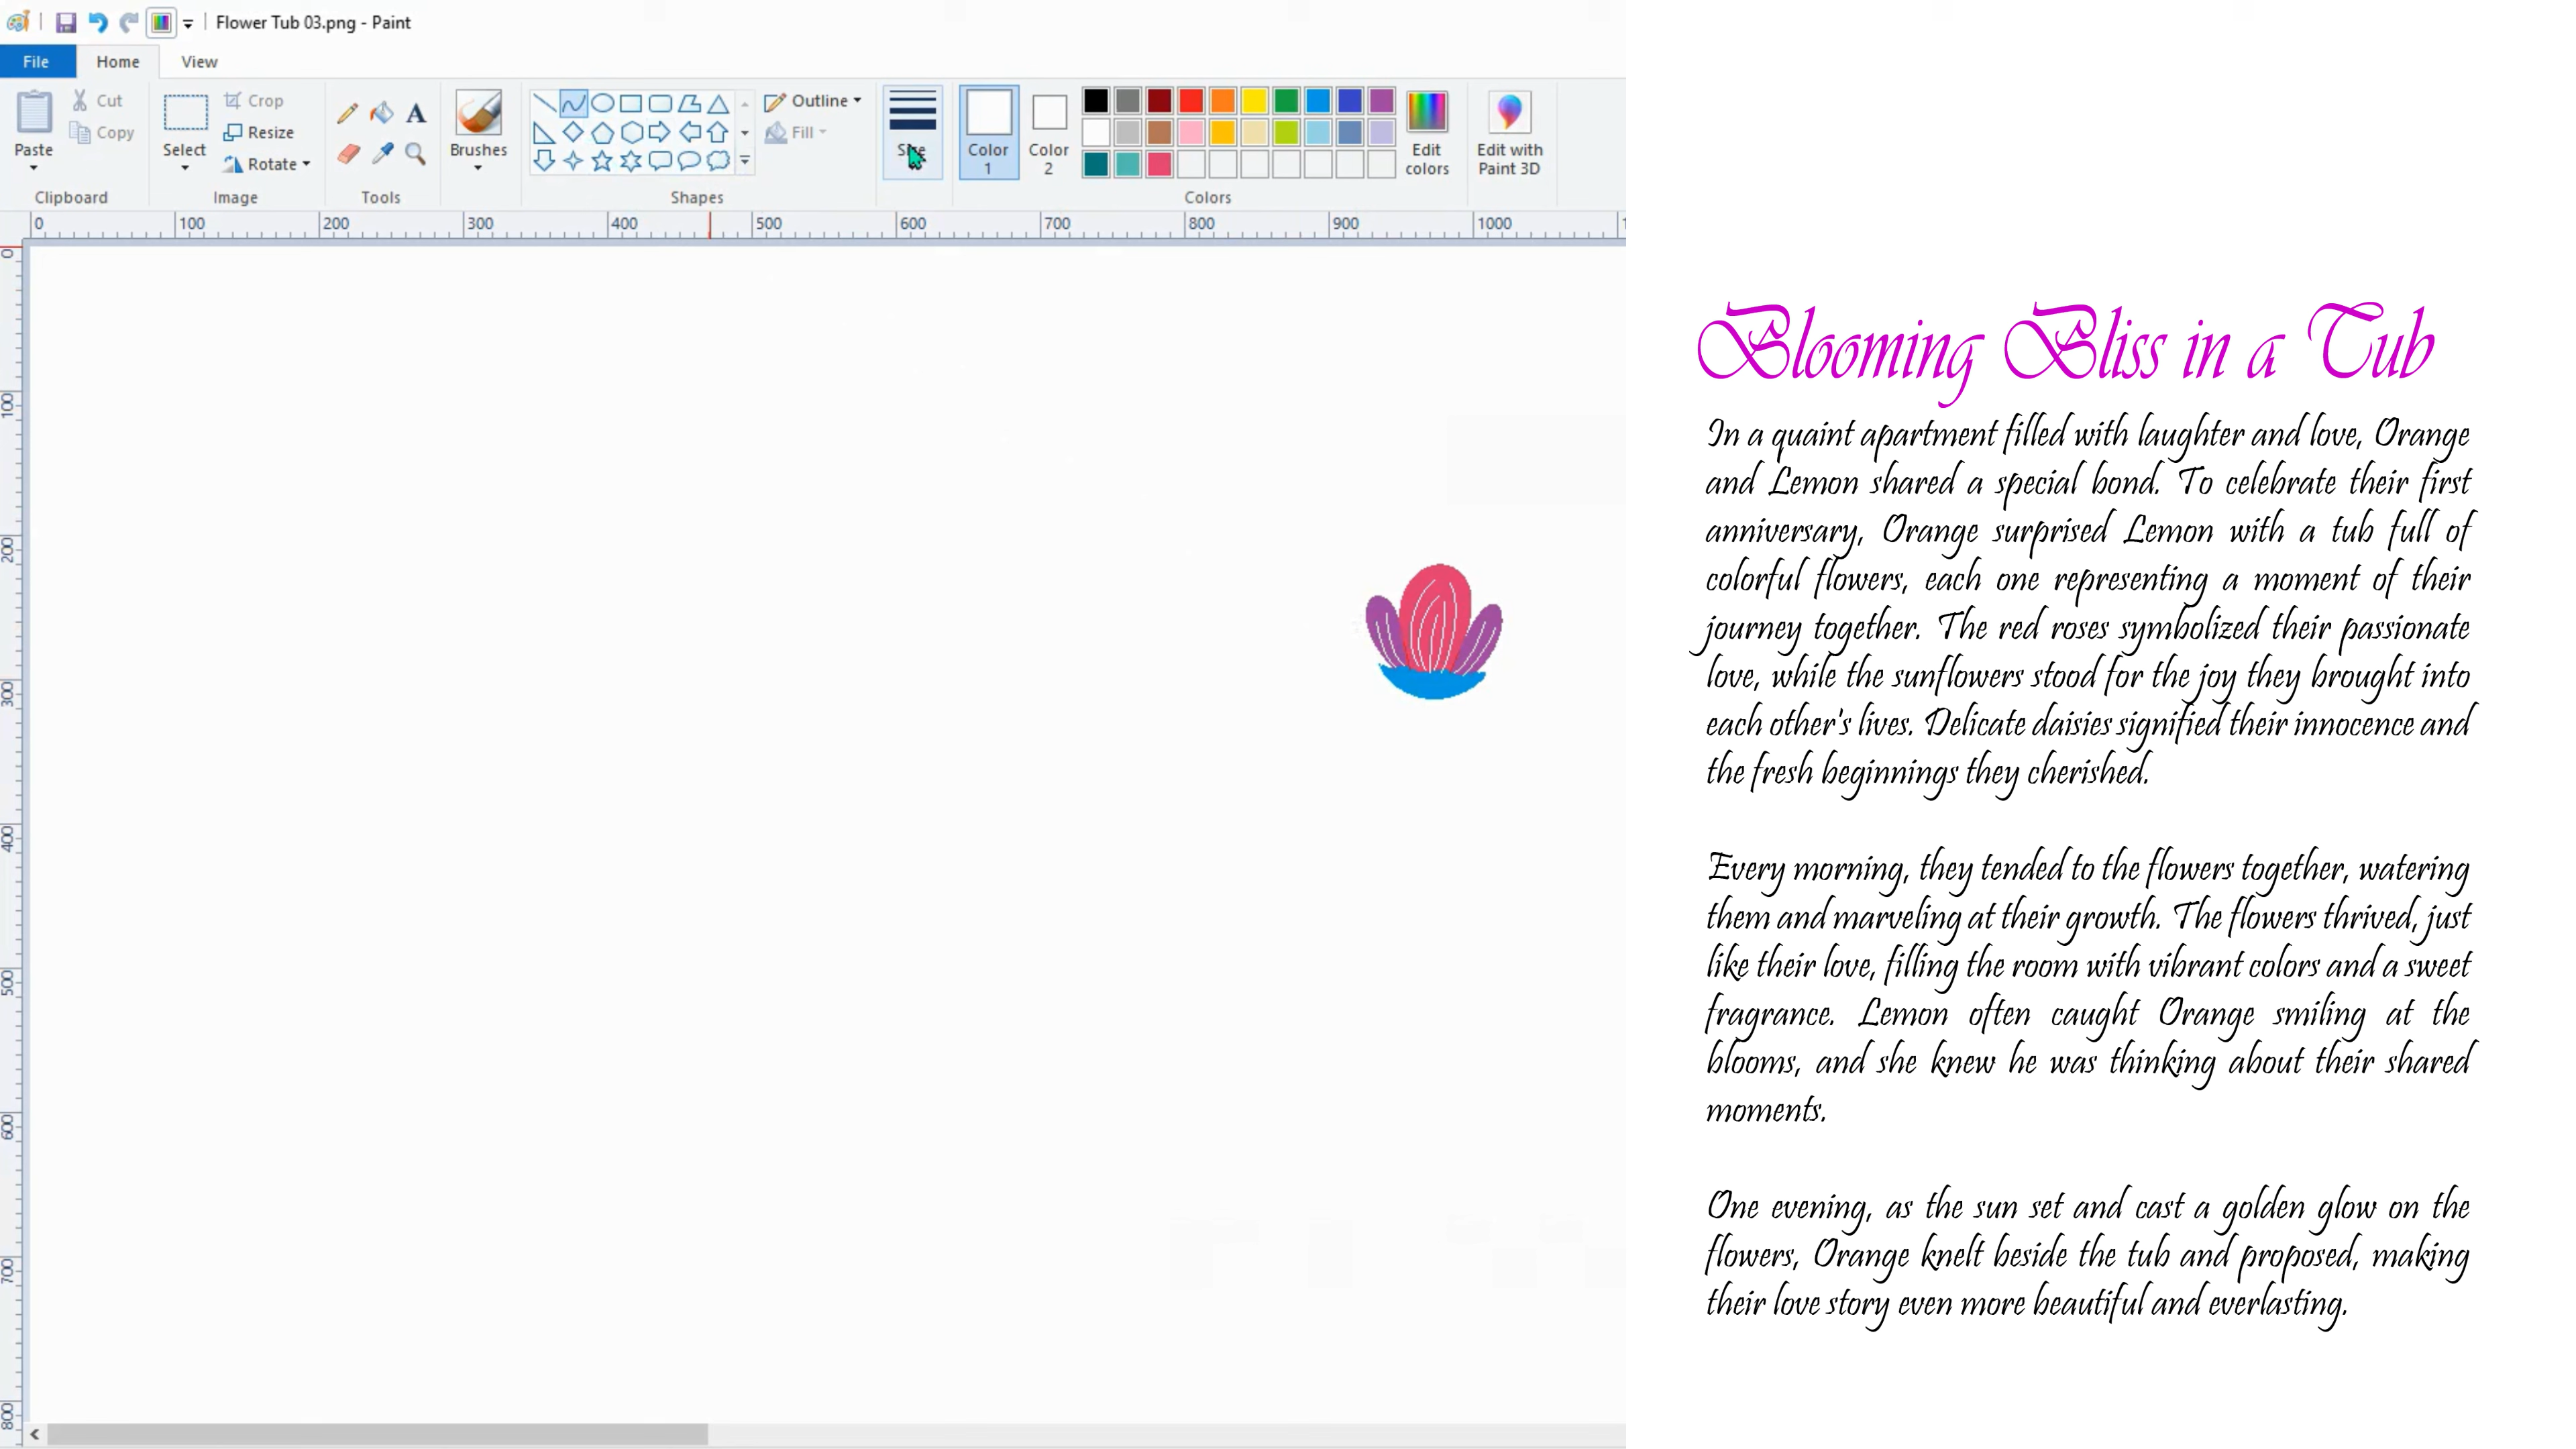 Flower Tub 03.png - Paint
File Home View
Paste
Cut
Copy
Clipboard
Select
Crop
Resize
Rotate
Image
A
Tools
Brushes
Shapes
Outline
Fill
Size
Color 1
Color 2
Colors
Edit colors
Edit with Paint 3D
0 100 200 300 400 500 600 700 800 900 1000
0
100
200
300
400
500
600
700
800
Blooming Bliss in a Tub
In a quaint apartment filled with laughter and love, Orange
and Lemon shared a special bond. To celebrate their first
anniversary, Orange surprised Lemon with a tub full of
colorful flowers, each one representing a moment of their
journey together. The red roses symbolized their passionate
love, while the sunflowers stood for the joy they brought into
each other's lives. Delicate daisies signified their innocence and
the fresh beginnings they cherished.
Every morning, they tended to the flowers together, watering
them and marveling at their growth. The flowers thrived, just
like their love, filling the room with vibrant colors and a sweet
fragrance. Lemon often caught Orange smiling at the
blooms, and she knew he was thinking about their shared
moments.
One evening, as the sun set and cast a golden glow on the
flowers, Orange knelt beside the tub and proposed, making
their love story even more beautiful and everlasting.